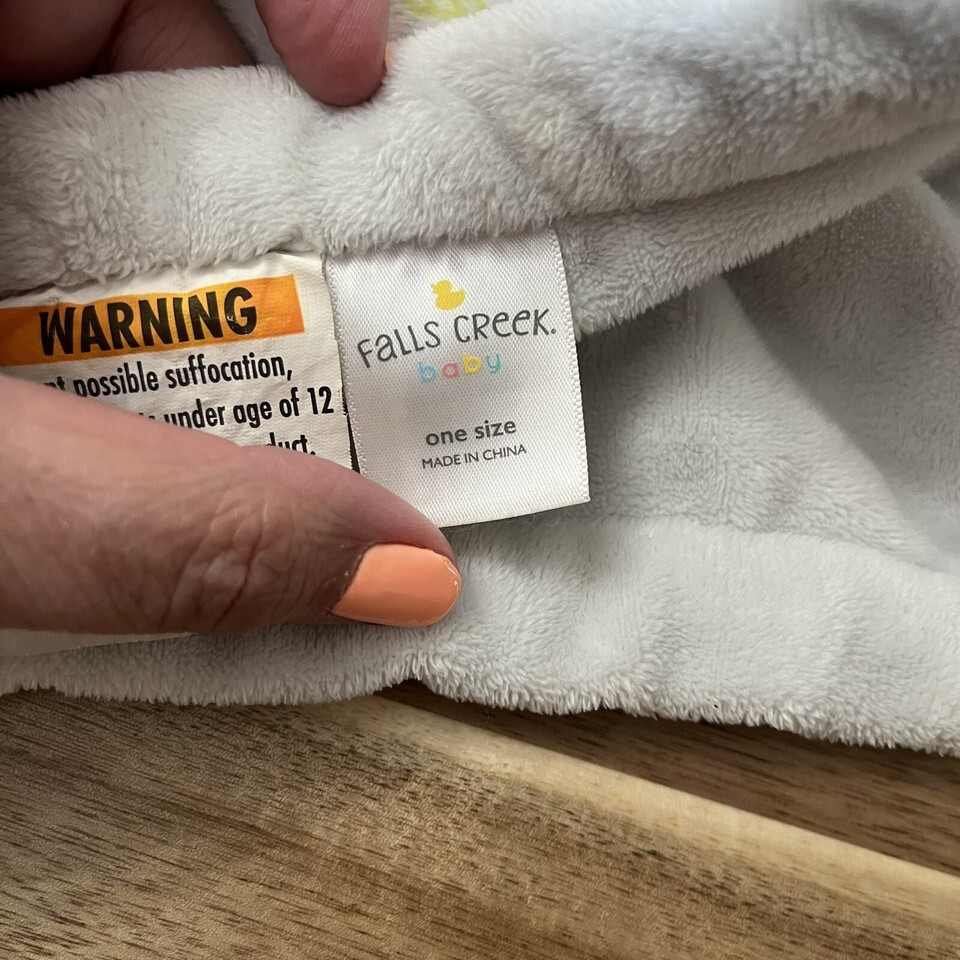 WARNING
possible suffocation,
under age of 12
FaLLS CReeK.
baby
one size
MADE IN CHINA